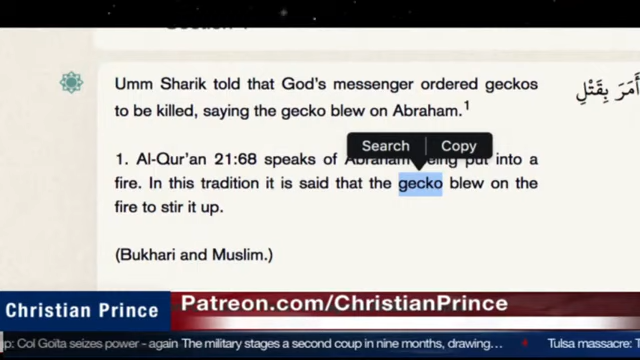 Umm Sharik told that God's messenger ordered geckos
to be killed, saying the gecko blew on Abraham.1
أَمَرَ بِقَتْلِ
Search Copy
1. Al-Qur'an 21:68 speaks of Abraham being put into a
fire. In this tradition it is said that the gecko blew on the
fire to stir it up.
(Bukhari and Muslim.)
Christian Prince
Patreon.com/ChristianPrince
up: Col Goïta seizes power - again The military stages a second coup in nine months, drawing… Tulsa massacre: